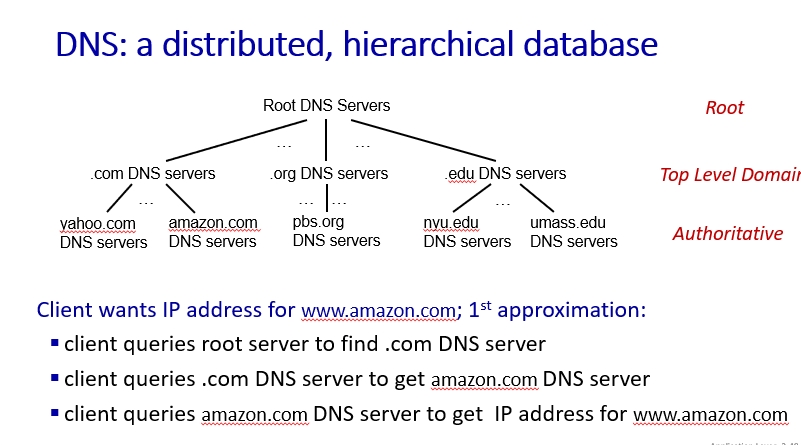 DNS: a distributed, hierarchical database
Root DNS Servers
Root
… …
.com DNS servers
.org DNS servers
.edu DNS servers
Top Level Domain
… … … …
yahoo.com DNS servers
amazon.com DNS servers
pbs.org DNS servers
nyu.edu DNS servers
umass.edu DNS servers
Authoritative
Client wants IP address for www.amazon.com; 1st approximation:
▪ client queries root server to find .com DNS server
▪ client queries .com DNS server to get amazon.com DNS server
▪ client queries amazon.com DNS server to get IP address for www.amazon.com